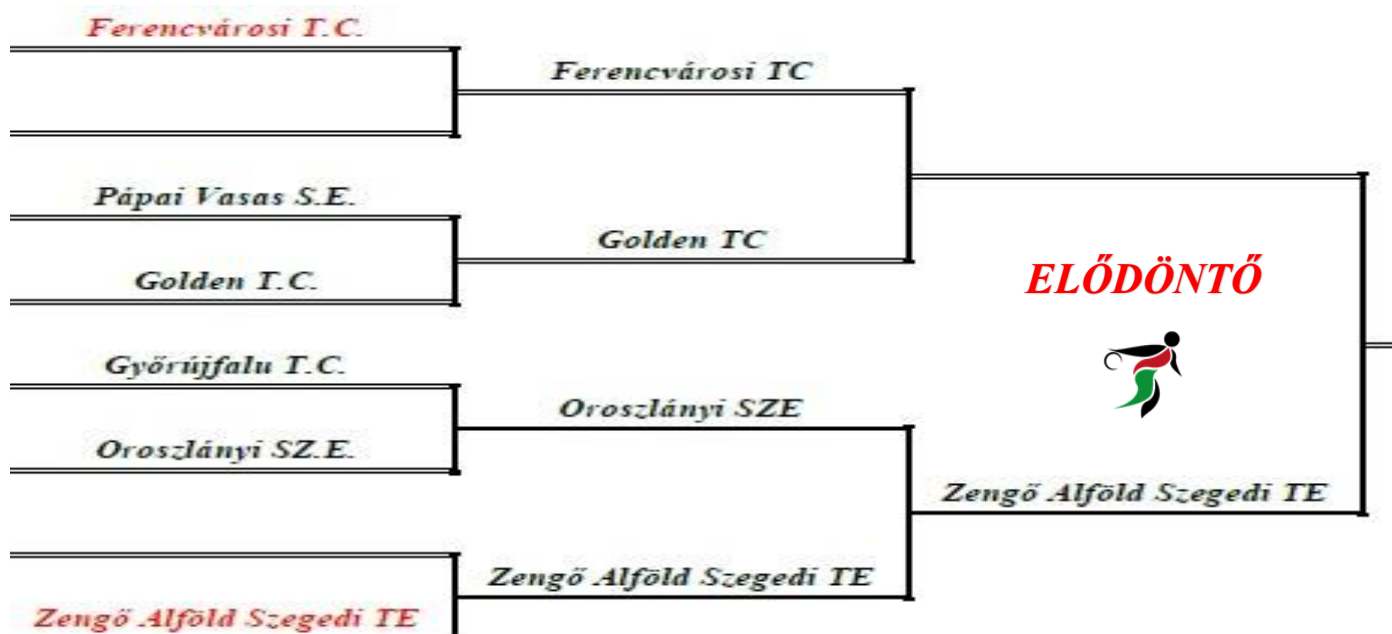 Ferencvárosi T.C.
Ferencvárosi TC
Pápai Vasas S.E.
Golden TC
Golden T.C.
ELŐDÖNTŐ
Győrújfalu T.C.
Oroszlányi SZE
Oroszlányi SZ.E.
Zengő Alföld Szegedi TE
Zengő Alföld Szegedi TE
Zengő Alföld Szegedi TE